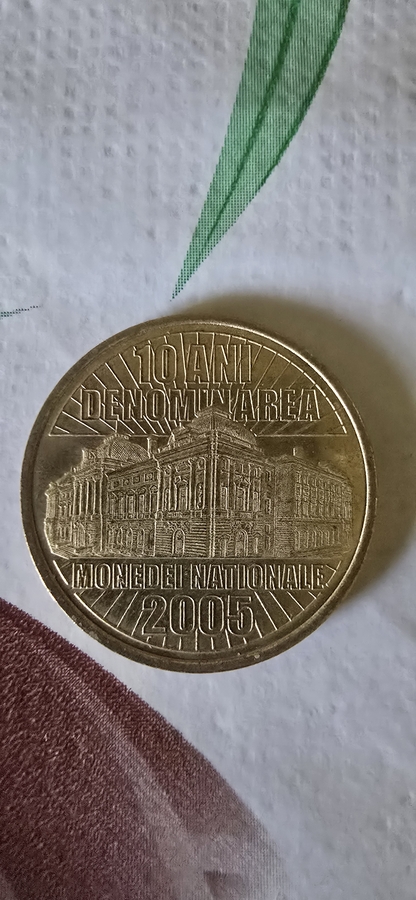 10 ANI
DENOMINAREA
MONEDEI NATIONALE
2005